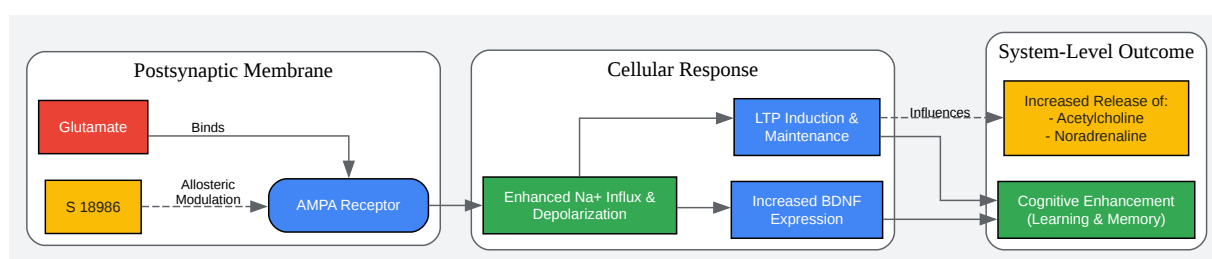 Postsynaptic Membrane
Glutamate
Binds
S 18986
Allosteric
Modulation
AMPA Receptor
Cellular Response
Enhanced Na+ Influx &
Depolarization
LTP Induction &
Maintenance
Increased BDNF
Expression
Influences
System-Level Outcome
Increased Release of:
- Acetylcholine
- Noradrenaline
Cognitive Enhancement
(Learning & Memory)